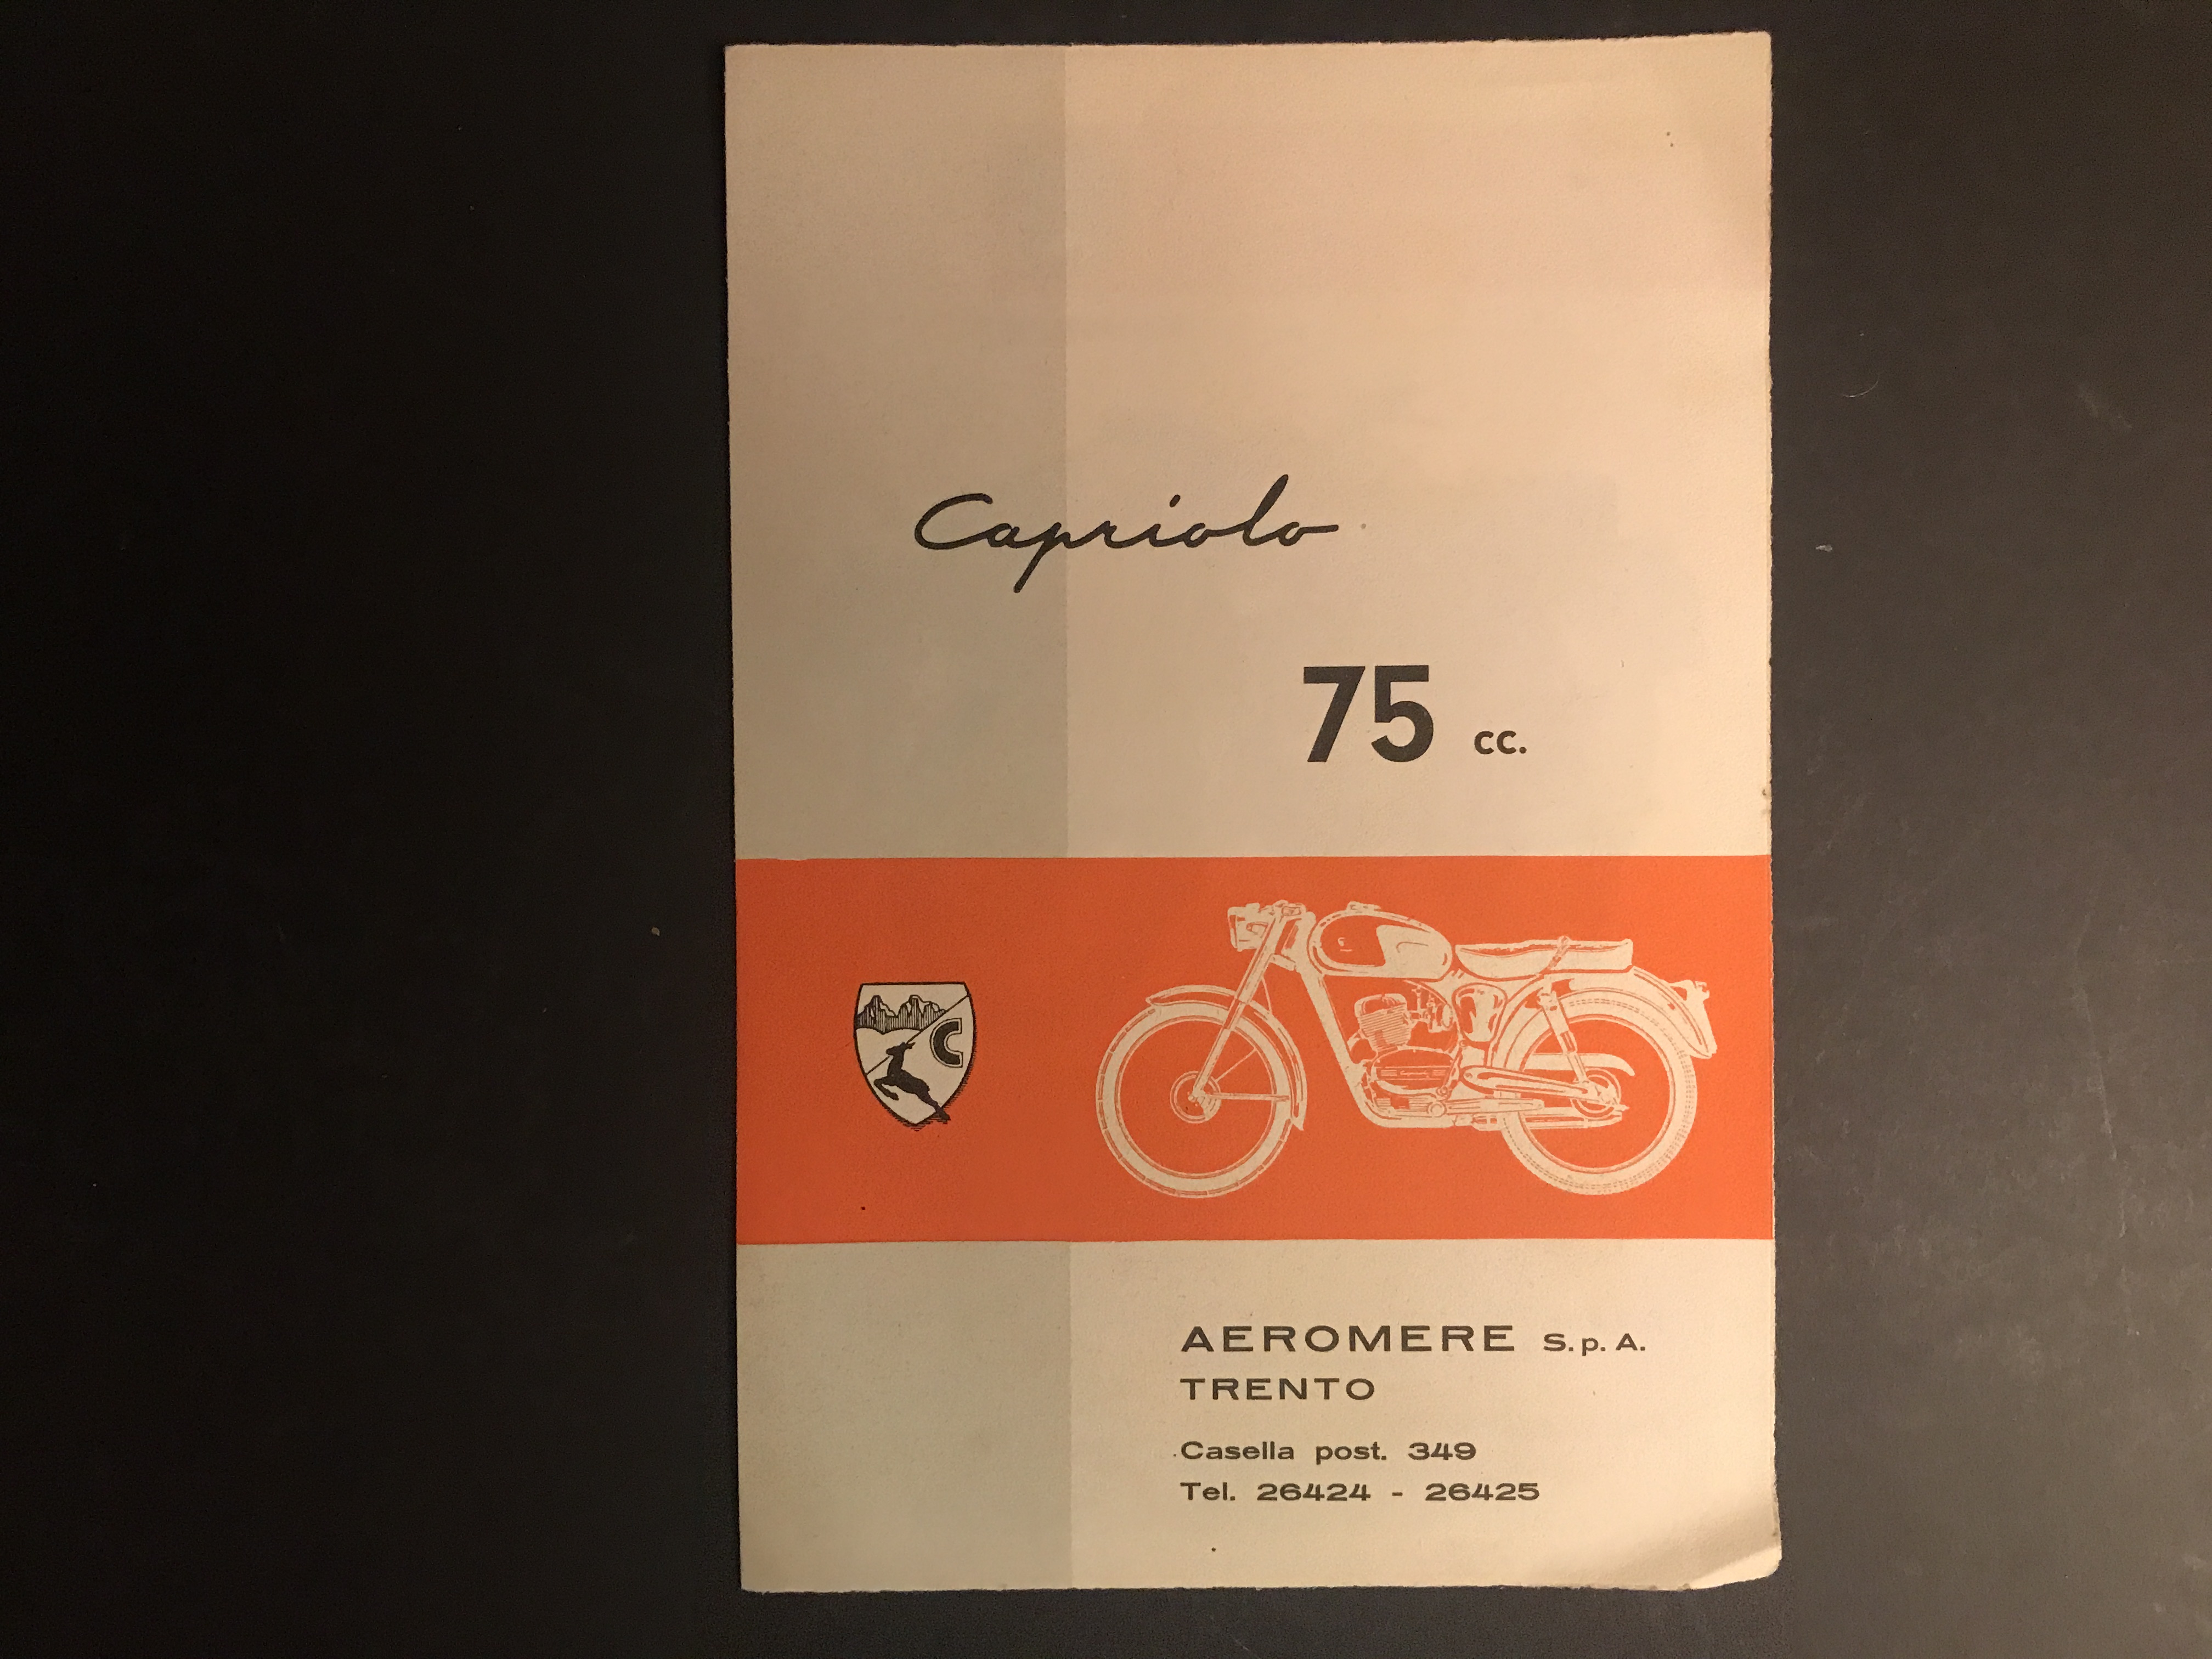 Capriolo
75 cc.
C
AEROMERE S.p.A.
TRENTO
Casella post. 349
Tel. 26424 - 26425